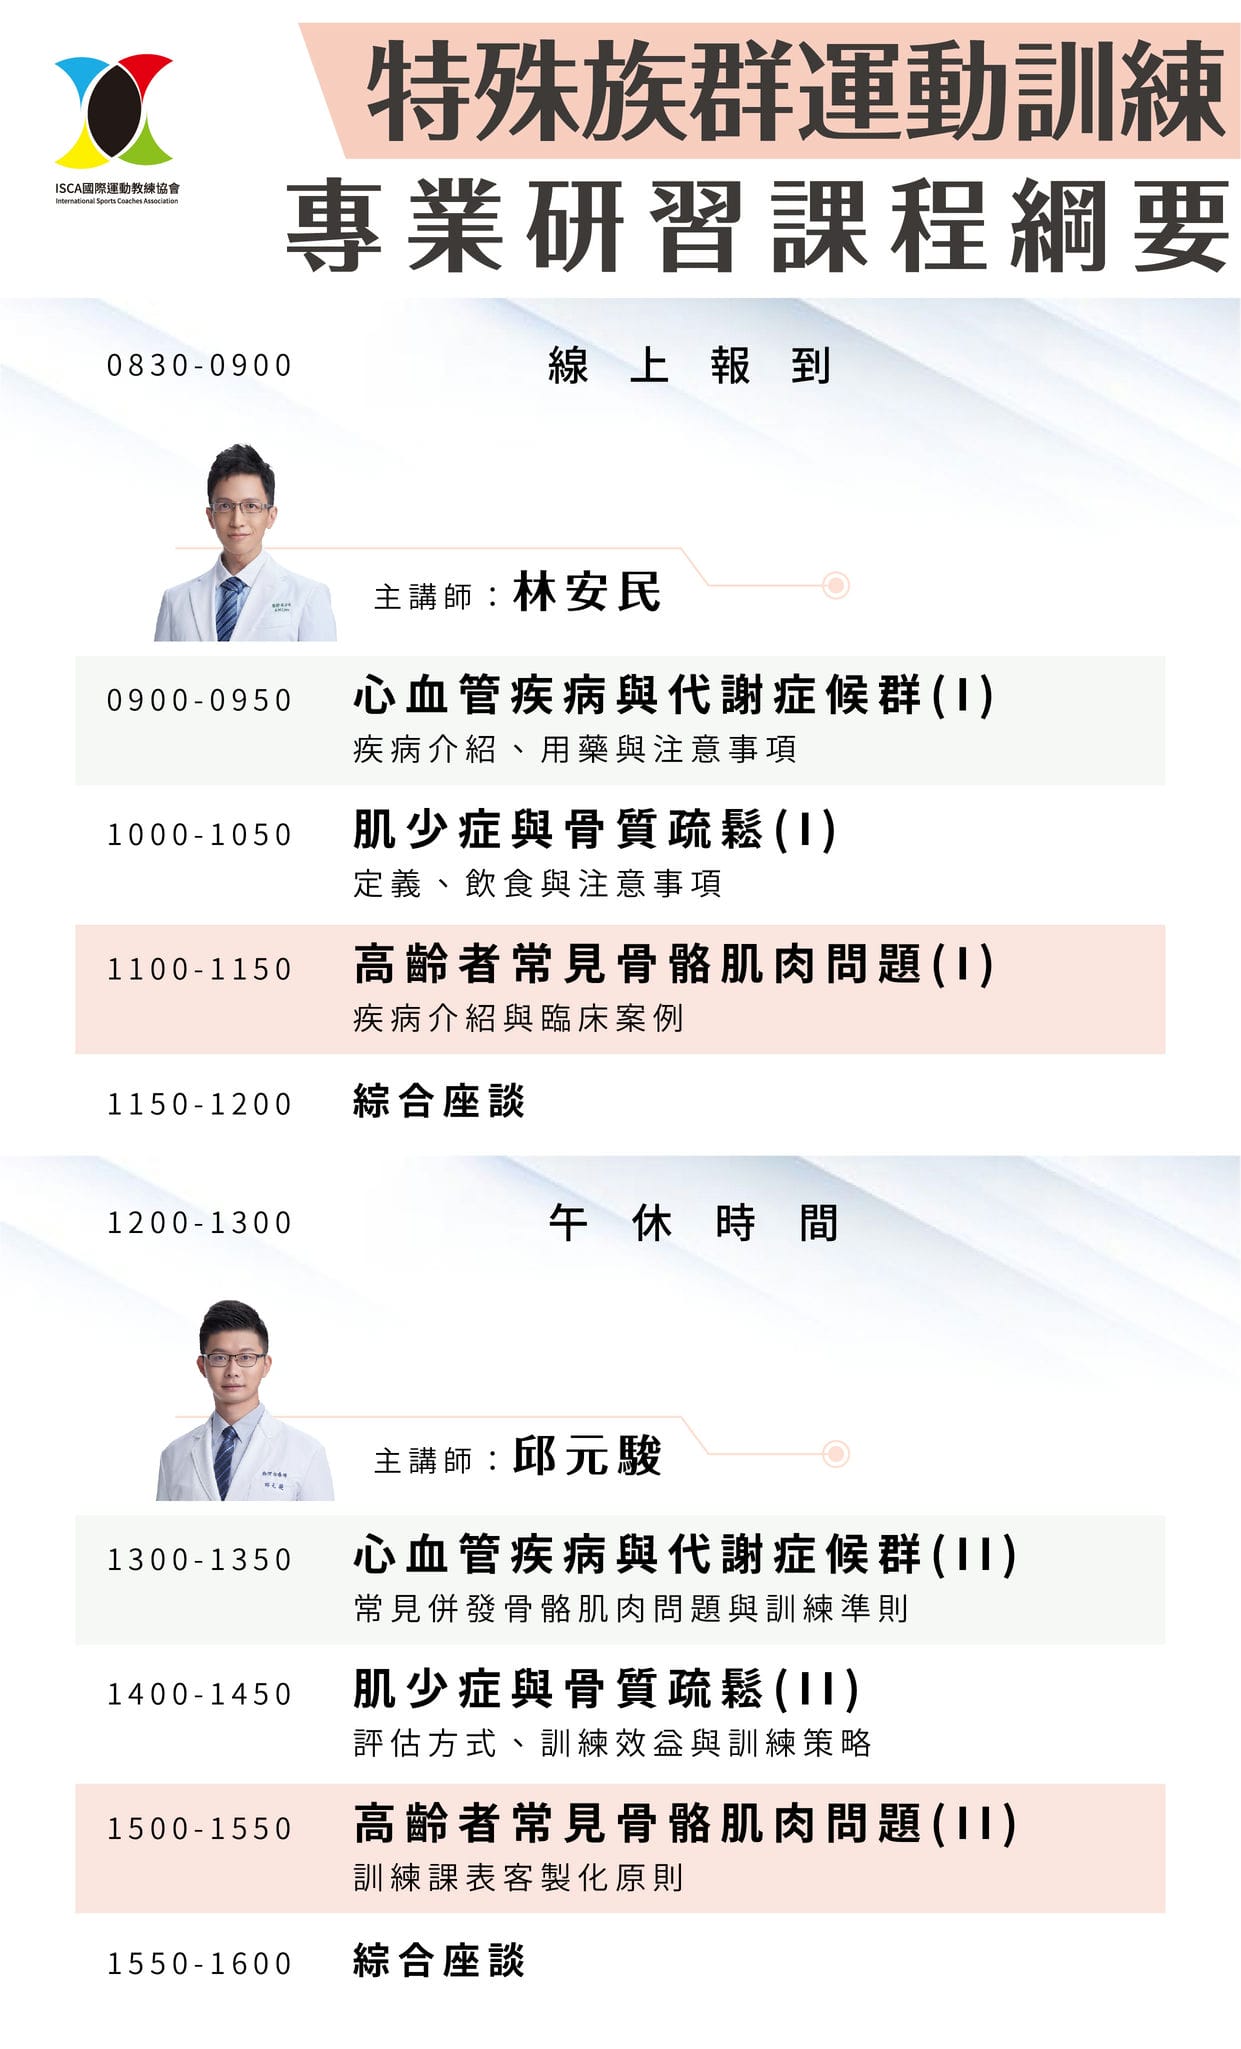 特殊族群運動訓練
ISCA國際運動教練協會
International Sports Coaches Association
專業研習課程綱要
0830-0900 線上報到
主講師：林安民
0900-0950 心血管疾病與代謝症候群(I)
疾病介紹、用藥與注意事項
1000-1050 肌少症與骨質疏鬆(I)
定義、飲食與注意事項
1100-1150 高齡者常見骨骼肌肉問題(I)
疾病介紹與臨床案例
1150-1200 綜合座談
1200-1300 午休時間
主講師：邱元駿
1300-1350 心血管疾病與代謝症候群(II)
常見併發骨骼肌肉問題與訓練準則
1400-1450 肌少症與骨質疏鬆(II)
評估方式、訓練效益與訓練策略
1500-1550 高齡者常見骨骼肌肉問題(II)
訓練課表客製化原則
1550-1600 綜合座談